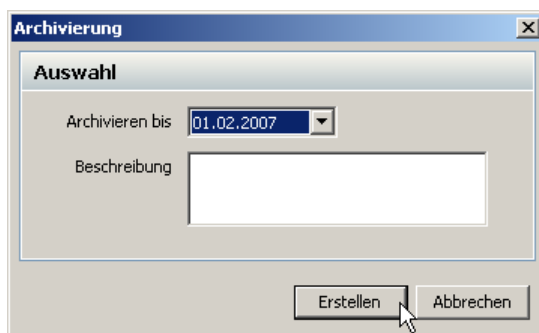 Archivierung
Auswahl
Archivieren bis 01.02.2007
Beschreibung
Erstellen Abbrechen